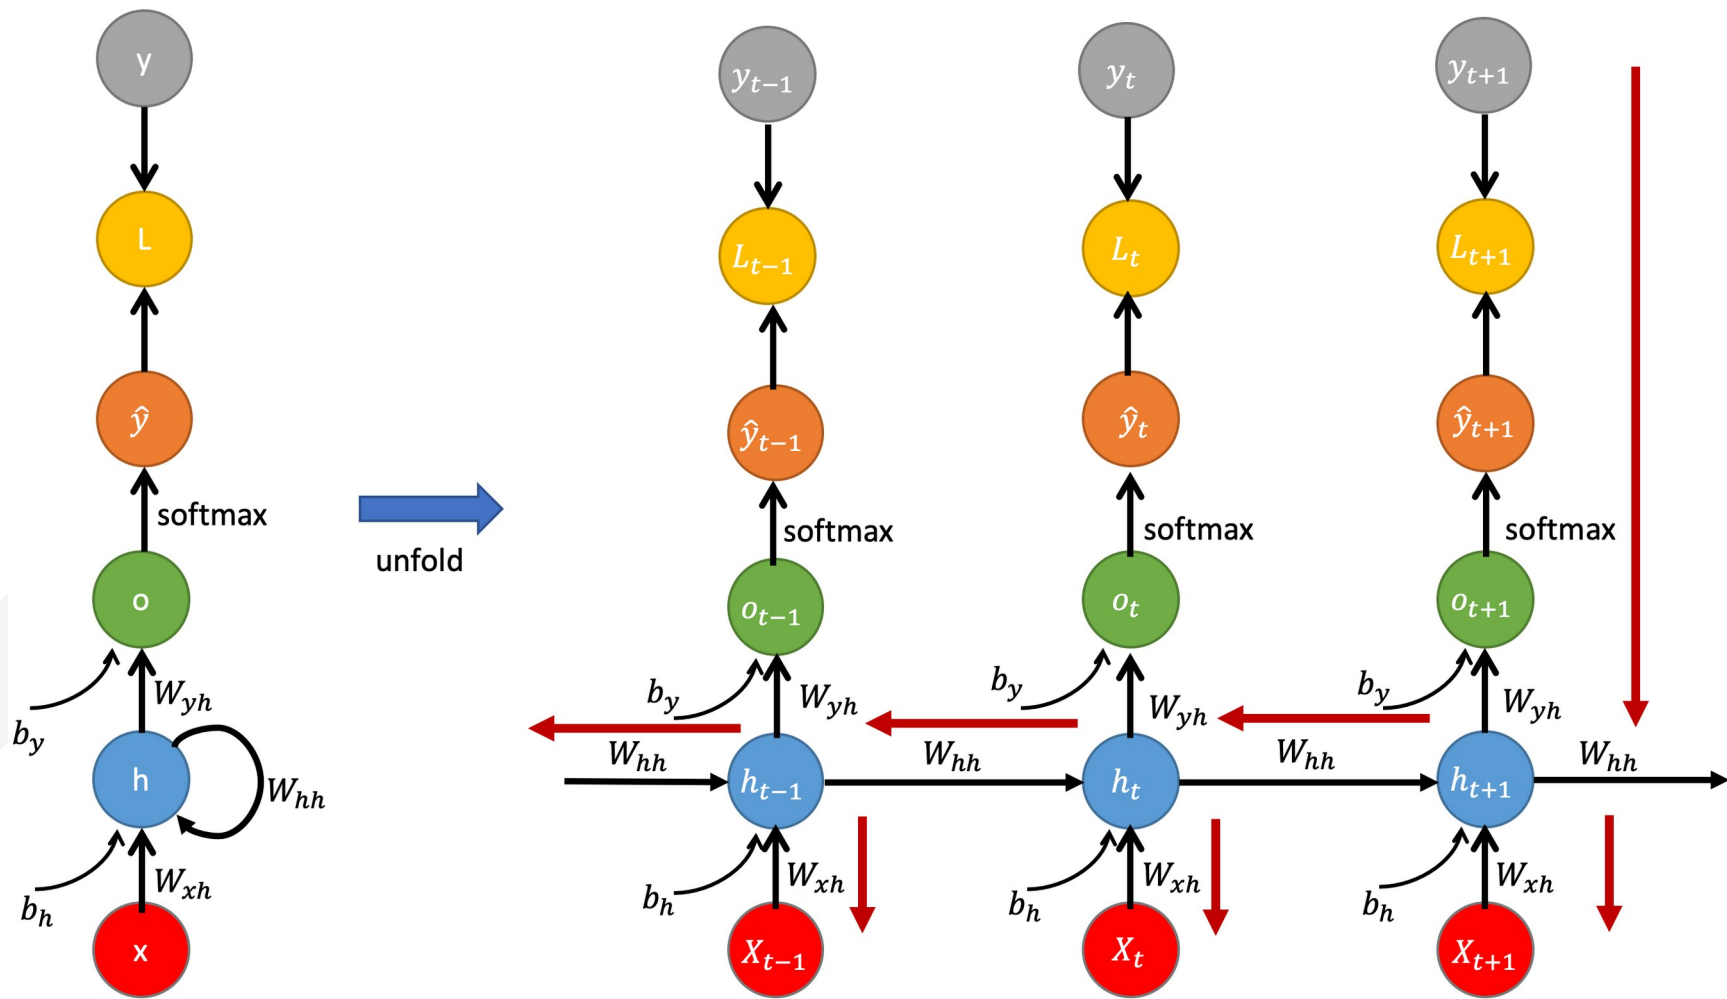 y
L
ŷ
softmax
o
b_y
W_yh
h
W_hh
b_h
W_xh
x
unfold
y_{t−1}
y_t
y_{t+1}
L_{t−1}
L_t
L_{t+1}
ŷ_{t−1}
ŷ_t
ŷ_{t+1}
softmax
softmax
softmax
o_{t−1}
o_t
o_{t+1}
b_y
W_yh
b_y
W_yh
b_y
W_yh
W_hh
W_hh
W_hh
W_hh
h_{t−1}
h_t
h_{t+1}
b_h
W_xh
b_h
W_xh
b_h
W_xh
X_{t−1}
X_t
X_{t+1}